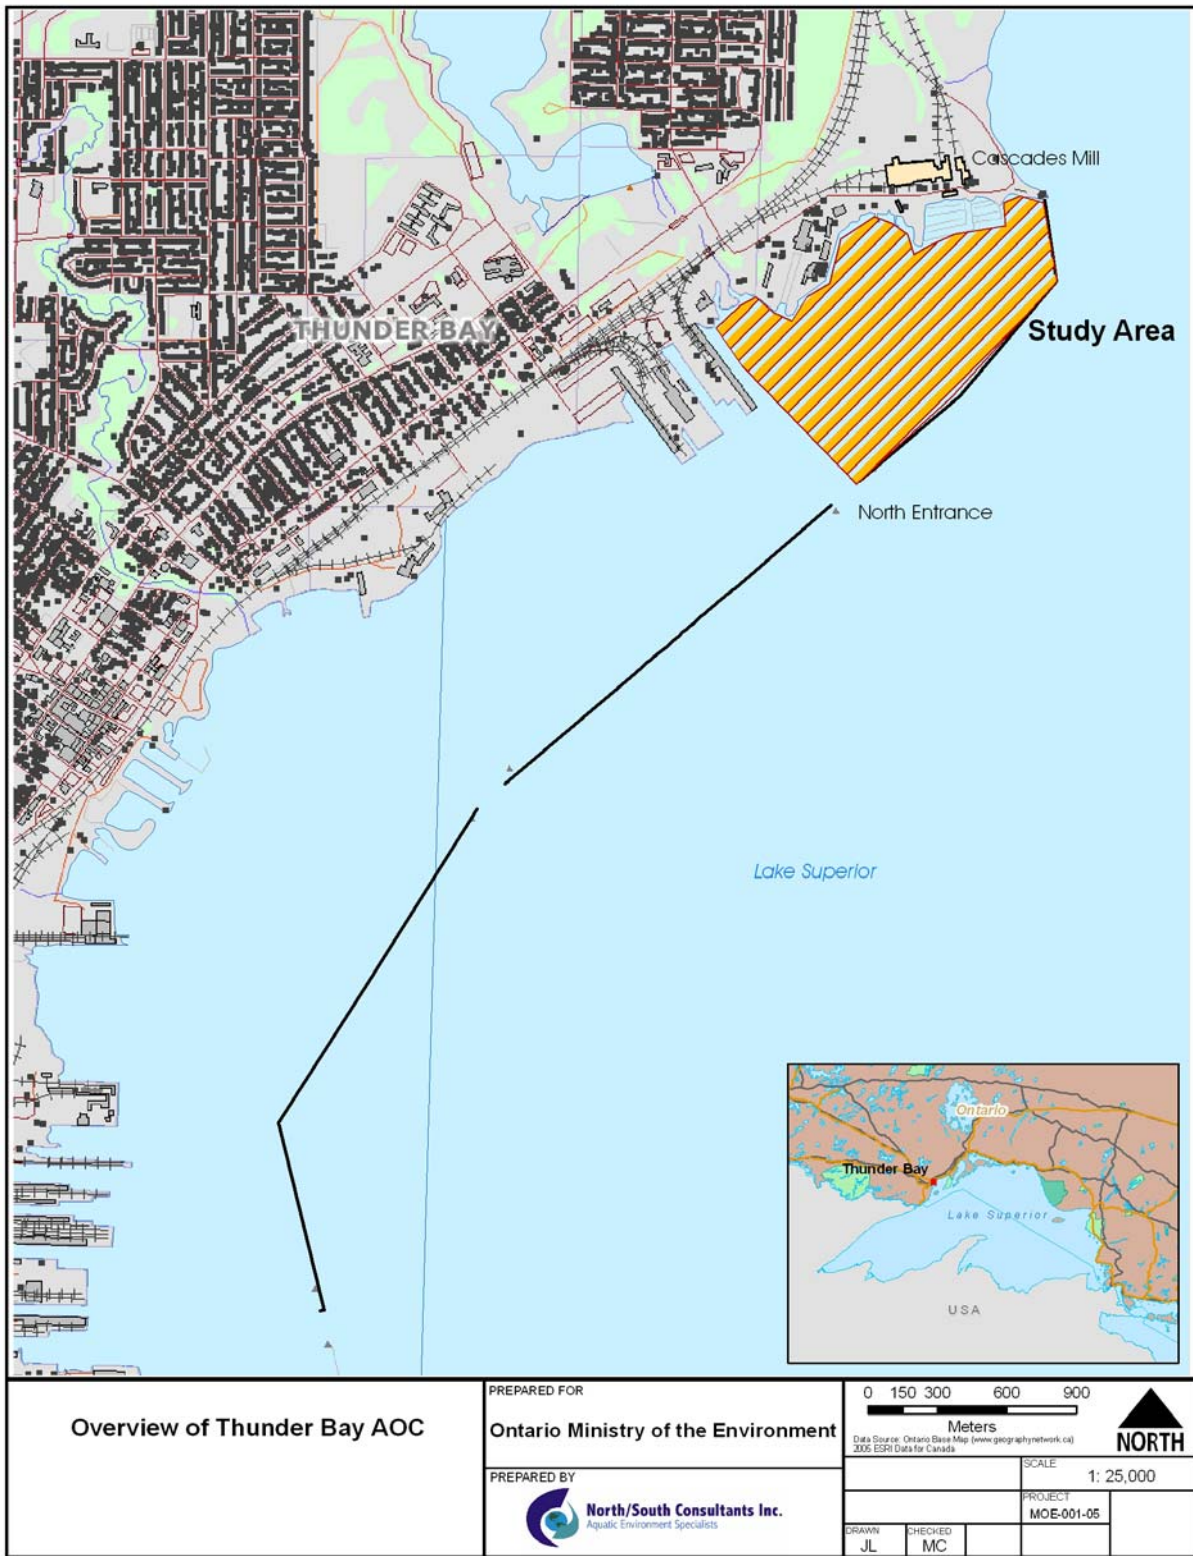 Cascades Mill
THUNDER BAY
Study Area
North Entrance
Lake Superior
Ontario
Thunder Bay
Lake Superior
USA
Overview of Thunder Bay AOC
PREPARED FOR
Ontario Ministry of the Environment
PREPARED BY
North/South Consultants Inc.
Aquatic Environment Specialists
0 150 300 600 900
Meters
Data Source: Ontario Base Map (www.geographynetwork.ca)
2005 ESRI Data for Canada
NORTH
SCALE
1: 25,000
PROJECT
MOE-001-05
DRAWN
JL
CHECKED
MC